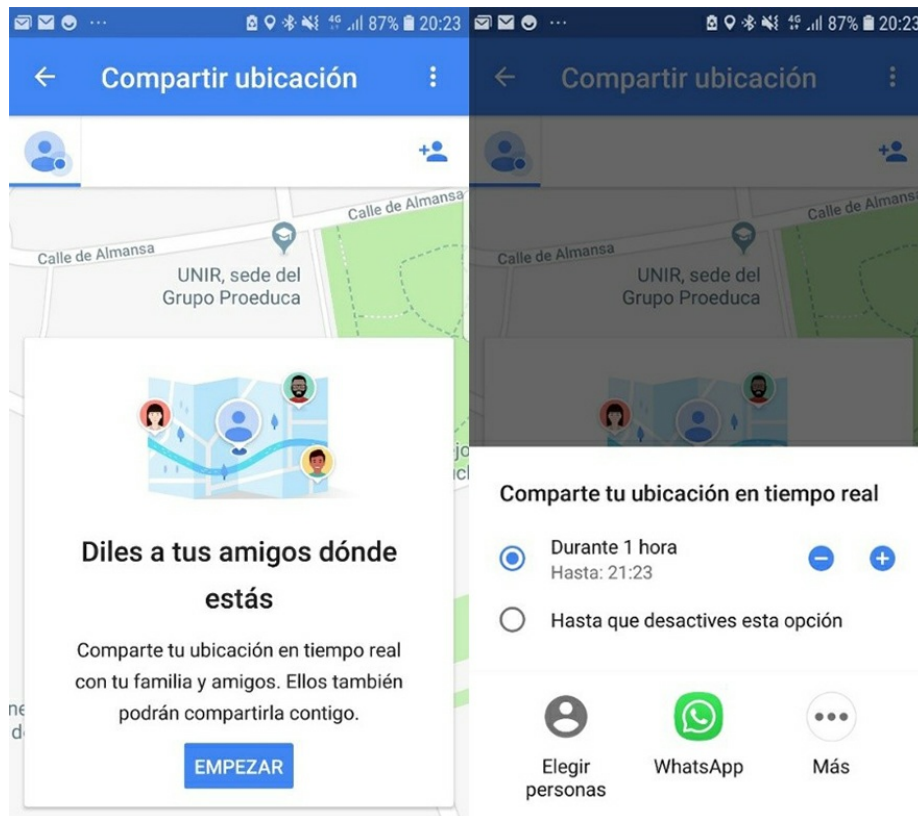 87% 20:23
Compartir ubicación
Calle de Almansa
Calle de Almansa
UNIR, sede del
Grupo Proeduca
Diles a tus amigos dónde
estás
Comparte tu ubicación en tiempo real
con tu familia y amigos. Ellos también
podrán compartirla contigo.
EMPEZAR
4G 87% 20:23
Compartir ubicación
Calle de Almansa
Calle de Almansa
UNIR, sede del
Grupo Proeduca
Comparte tu ubicación en tiempo real
Durante 1 hora
Hasta: 21:23
Hasta que desactives esta opción
Elegir
personas
WhatsApp
Más